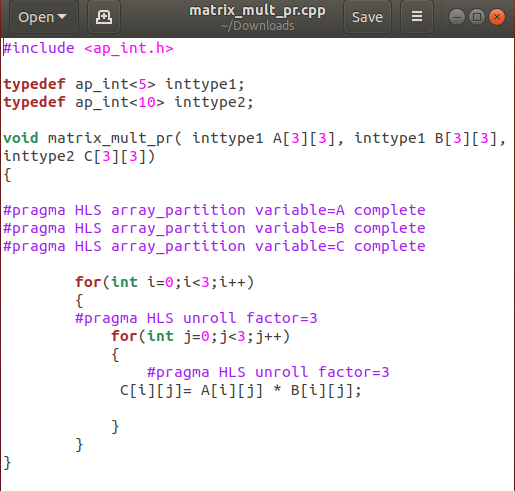 Open
matrix_mult_pr.cpp
~/Downloads
Save
#include <ap_int.h>
typedef ap_int<5> inttype1;
typedef ap_int<10> inttype2;
void matrix_mult_pr( inttype1 A[3][3], inttype1 B[3][3],
inttype2 C[3][3])
{
#pragma HLS array_partition variable=A complete
#pragma HLS array_partition variable=B complete
#pragma HLS array_partition variable=C complete
for(int i=0;i<3;i++)
{
#pragma HLS unroll factor=3
for(int j=0;j<3;j++)
{
#pragma HLS unroll factor=3
C[i][j]= A[i][j] * B[i][j];
}
}
}